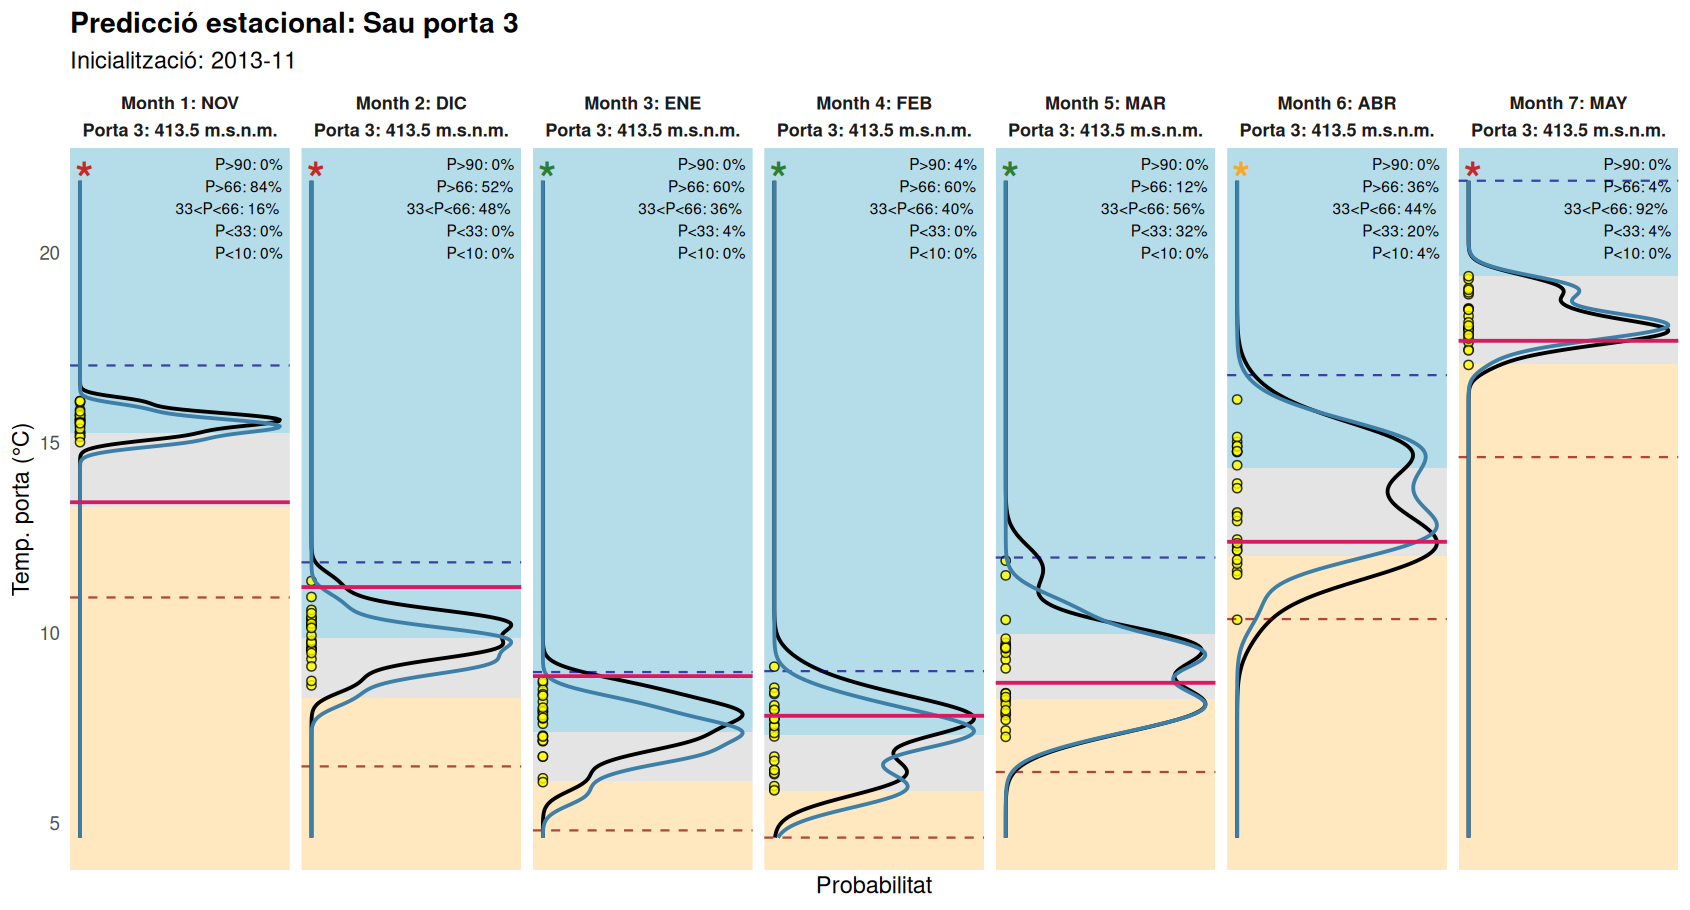 Predicció estacional: Sau porta 3
Inicialització: 2013-11
Month 1: NOV
Porta 3: 413.5 m.s.n.m.
Month 2: DIC
Porta 3: 413.5 m.s.n.m.
Month 3: ENE
Porta 3: 413.5 m.s.n.m.
Month 4: FEB
Porta 3: 413.5 m.s.n.m.
Month 5: MAR
Porta 3: 413.5 m.s.n.m.
Month 6: ABR
Porta 3: 413.5 m.s.n.m.
Month 7: MAY
Porta 3: 413.5 m.s.n.m.
*
P>90: 0%
P>66: 84%
33<P<66: 16%
P<33: 0%
P<10: 0%
*
P>90: 0%
P>66: 52%
33<P<66: 48%
P<33: 0%
P<10: 0%
*
P>90: 0%
P>66: 60%
33<P<66: 36%
P<33: 4%
P<10: 0%
*
P>90: 4%
P>66: 60%
33<P<66: 40%
P<33: 0%
P<10: 0%
*
P>90: 0%
P>66: 12%
33<P<66: 56%
P<33: 32%
P<10: 0%
*
P>90: 0%
P>66: 36%
33<P<66: 44%
P<33: 20%
P<10: 4%
*
P>90: 0%
P>66: 4%
33<P<66: 92%
P<33: 4%
P<10: 0%
20
15
10
5
Temp. porta (°C)
Probabilitat